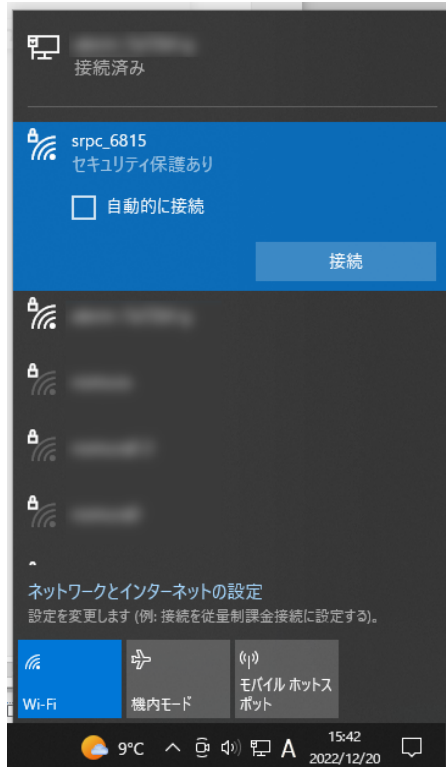 接続済み
srpc_6815
セキュリティ保護あり
自動的に接続
接続
ネットワークとインターネットの設定
設定を変更します (例: 接続を従量制課金接続に設定する)。
Wi-Fi
機内モード
モバイル ホットス
ポット
9°C
A
15:42
2022/12/20